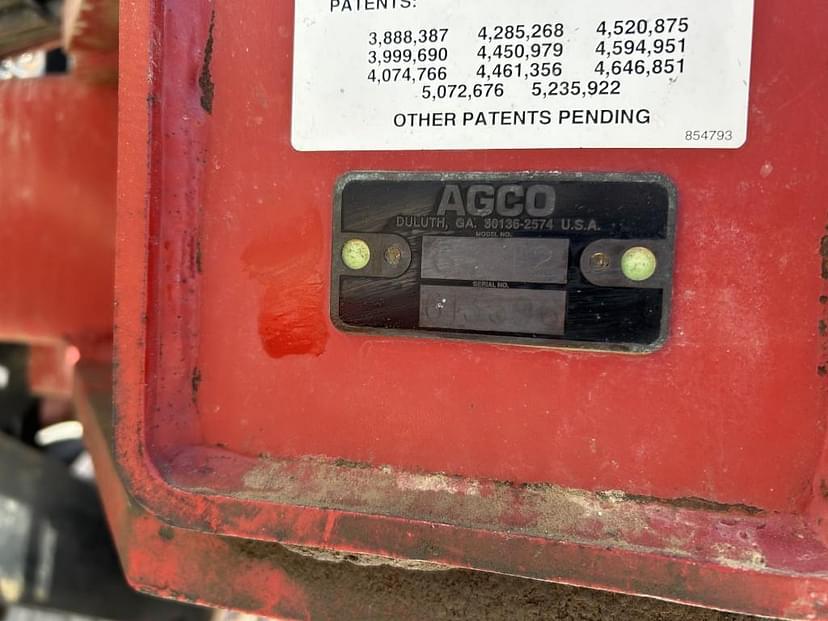 PATENTS:
3,888,387 4,285,268 4,520,875
3,999,690 4,450,979 4,594,951
4,074,766 4,461,356 4,646,851
5,072,676 5,235,922
OTHER PATENTS PENDING
854793
AGCO
DULUTH, GA. 30136-2574 U.S.A.
MODEL NO.
SERIAL NO.